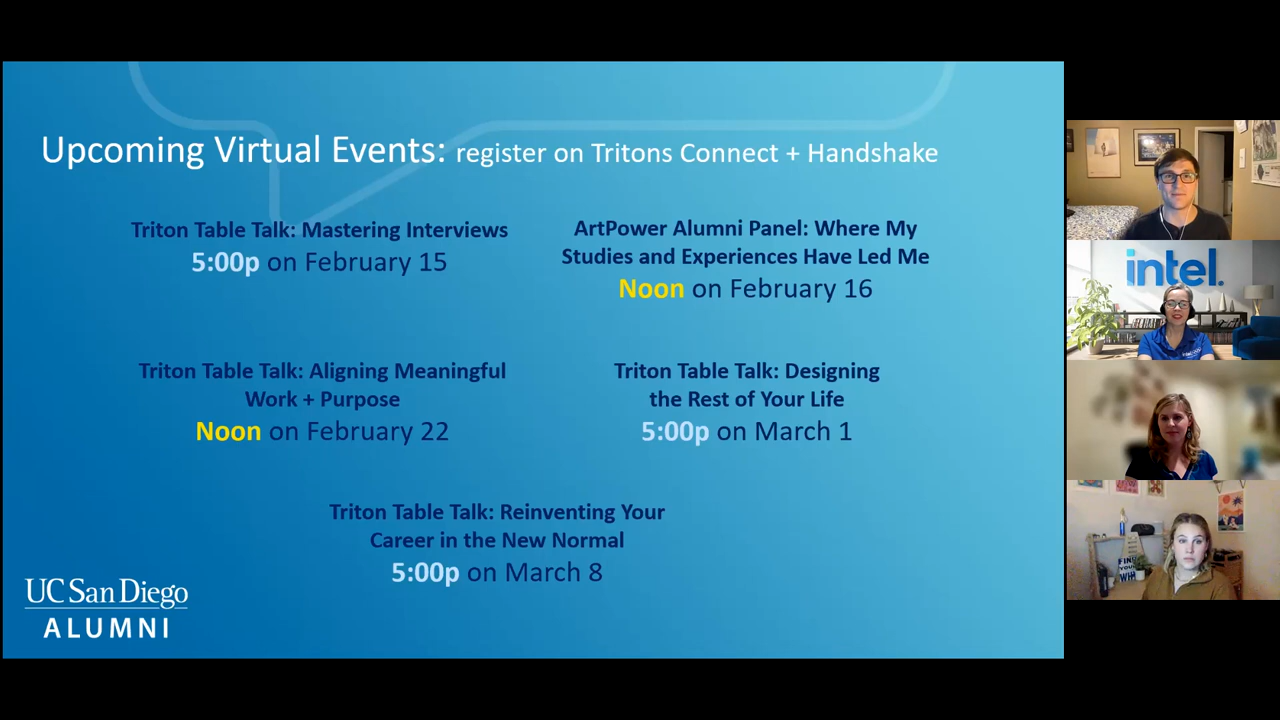 Upcoming Virtual Events: register on Tritons Connect + Handshake
Triton Table Talk: Mastering Interviews
5:00p on February 15
ArtPower Alumni Panel: Where My
Studies and Experiences Have Led Me
Noon on February 16
Triton Table Talk: Aligning Meaningful
Work + Purpose
Noon on February 22
Triton Table Talk: Designing
the Rest of Your Life
5:00p on March 1
Triton Table Talk: Reinventing Your
Career in the New Normal
5:00p on March 8
UC San Diego
ALUMNI
intel.